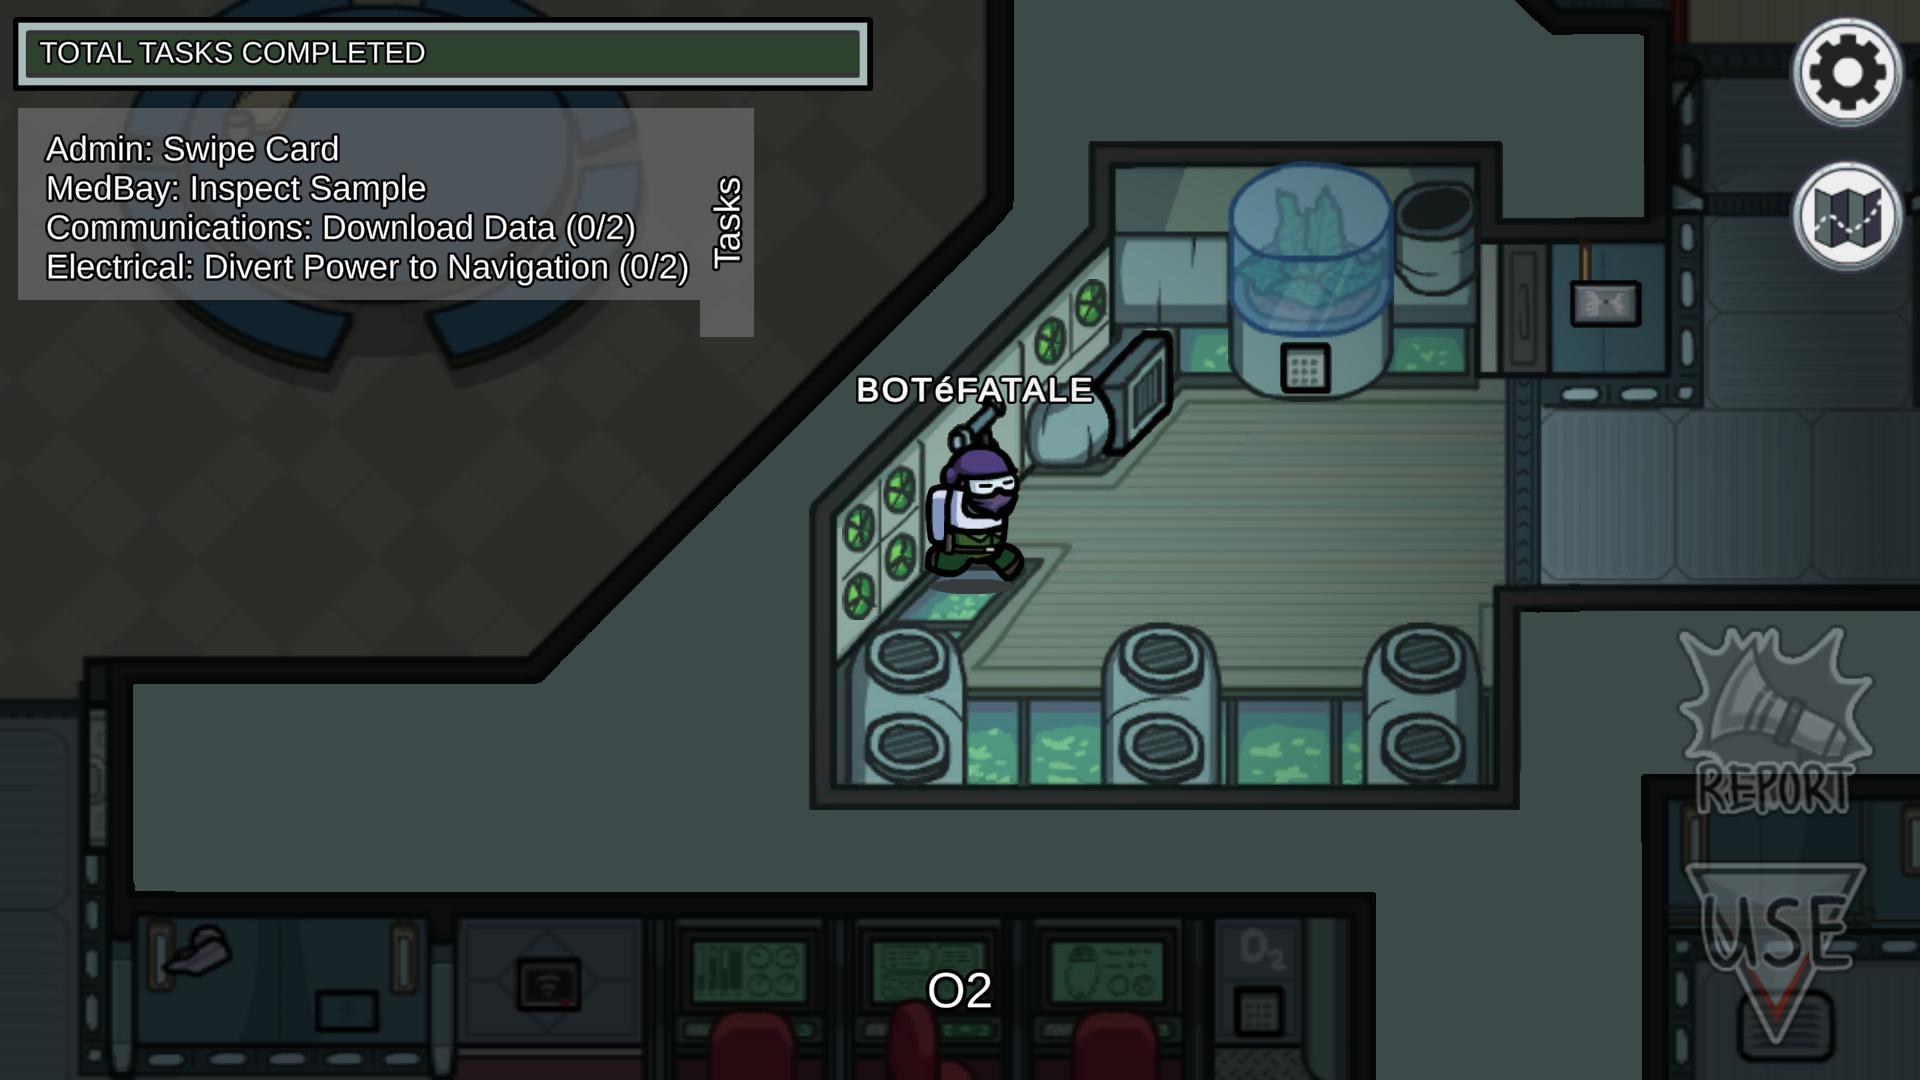 TOTAL TASKS COMPLETED
Admin: Swipe Card
MedBay: Inspect Sample
Communications: Download Data (0/2)
Electrical: Divert Power to Navigation (0/2)
Tasks
BOTéFATALE
REPORT
USE
O2
O2